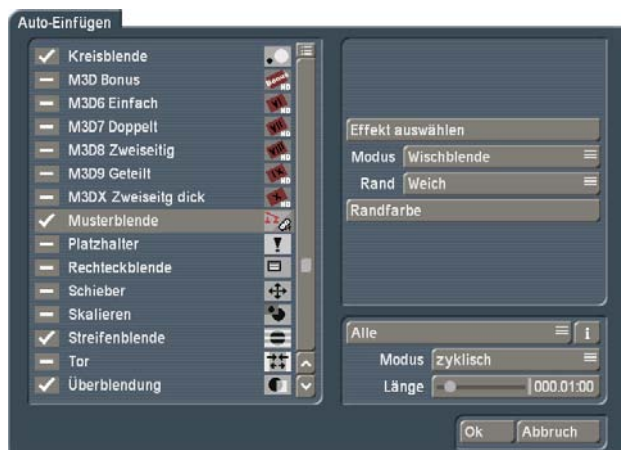 Auto-Einfügen
Kreisblende
M3D Bonus
M3D6 Einfach
M3D7 Doppelt
M3D8 Zweiseitig
M3D9 Geteilt
M3DX Zweiseitg dick
Musterblende
Platzhalter
Rechteckblende
Schieber
Skalieren
Streifenblende
Tor
Überblendung
Effekt auswählen
Modus Wischblende
Rand Weich
Randfarbe
Alle i
Modus zyklisch
Länge 000.01:00
Ok Abbruch